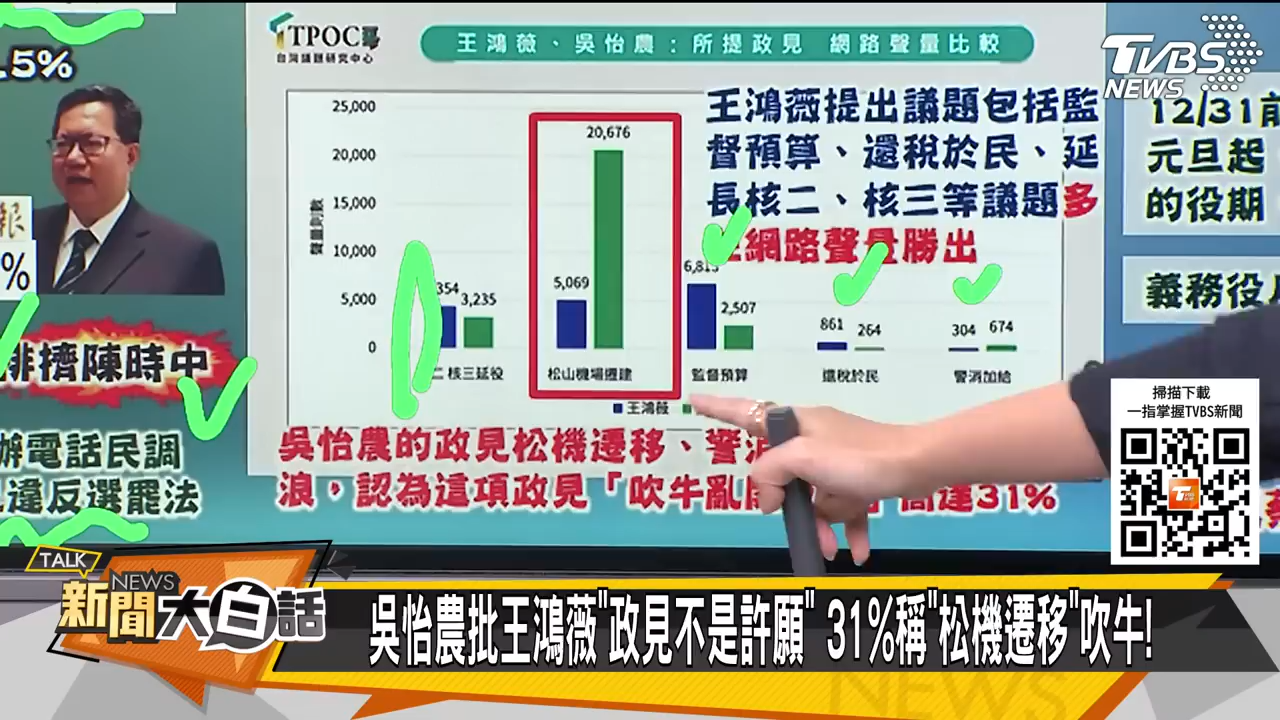 .5%
報
%
排擠陳時中
辦電話民調
違反選罷法
TPOC
台灣議題研究中心
王鴻薇、吳怡農:所提政見 網路聲量比較
25,000
20,000
15,000
10,000
5,000
0
聲量則數
354
3,235
5,069
20,676
6,813
2,507
861
264
304
674
二 核三延役
松山機場遷建
監督預算
還稅於民
警消加給
王鴻薇
王鴻薇提出議題包括監
督預算、還稅於民、延
長核二、核三等議題多
網路聲量勝出
吳怡農的政見松機遷移、警消
浪,認為這項政見「吹牛亂 高達31%
TVBS
NEWS
12/31前
元旦起
的役期
義務役
掃描下載
一指掌握TVBS新聞
TALK
NEWS
新聞大白話
吳怡農批王鴻薇"政見不是許願" 31%稱"松機遷移"吹牛!
NEWS